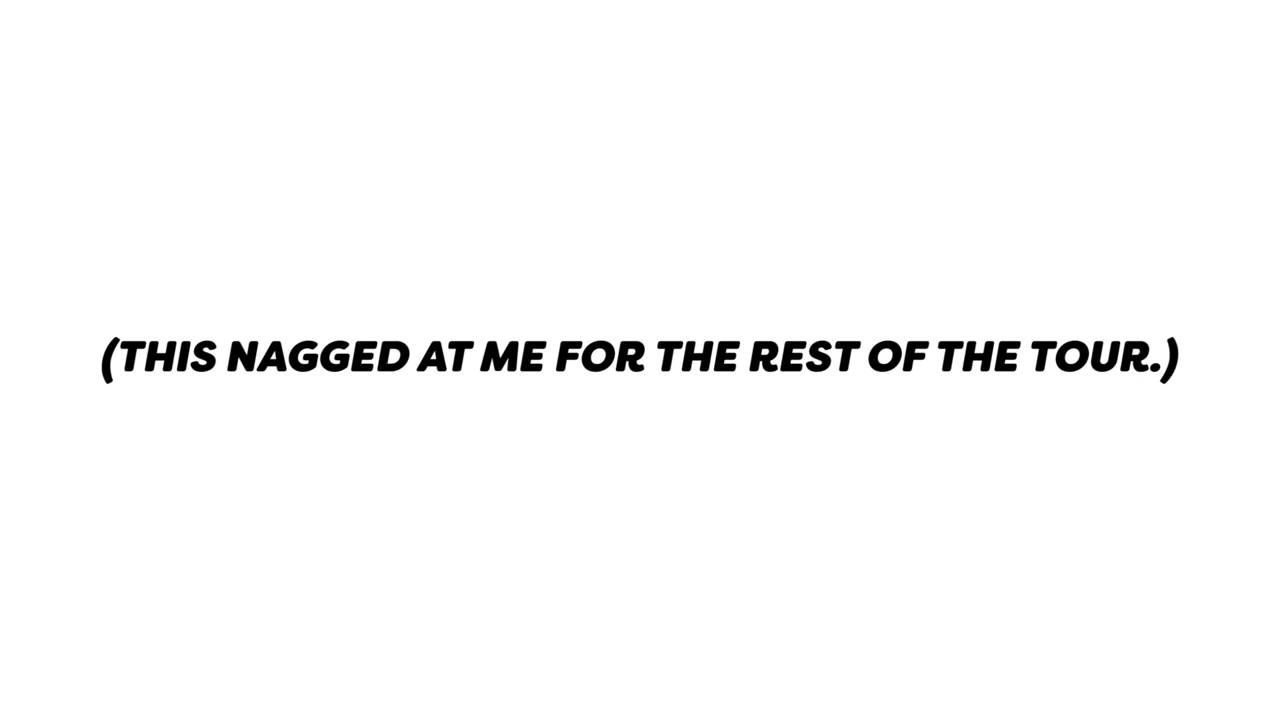 (THIS NAGGED AT ME FOR THE REST OF THE TOUR.)